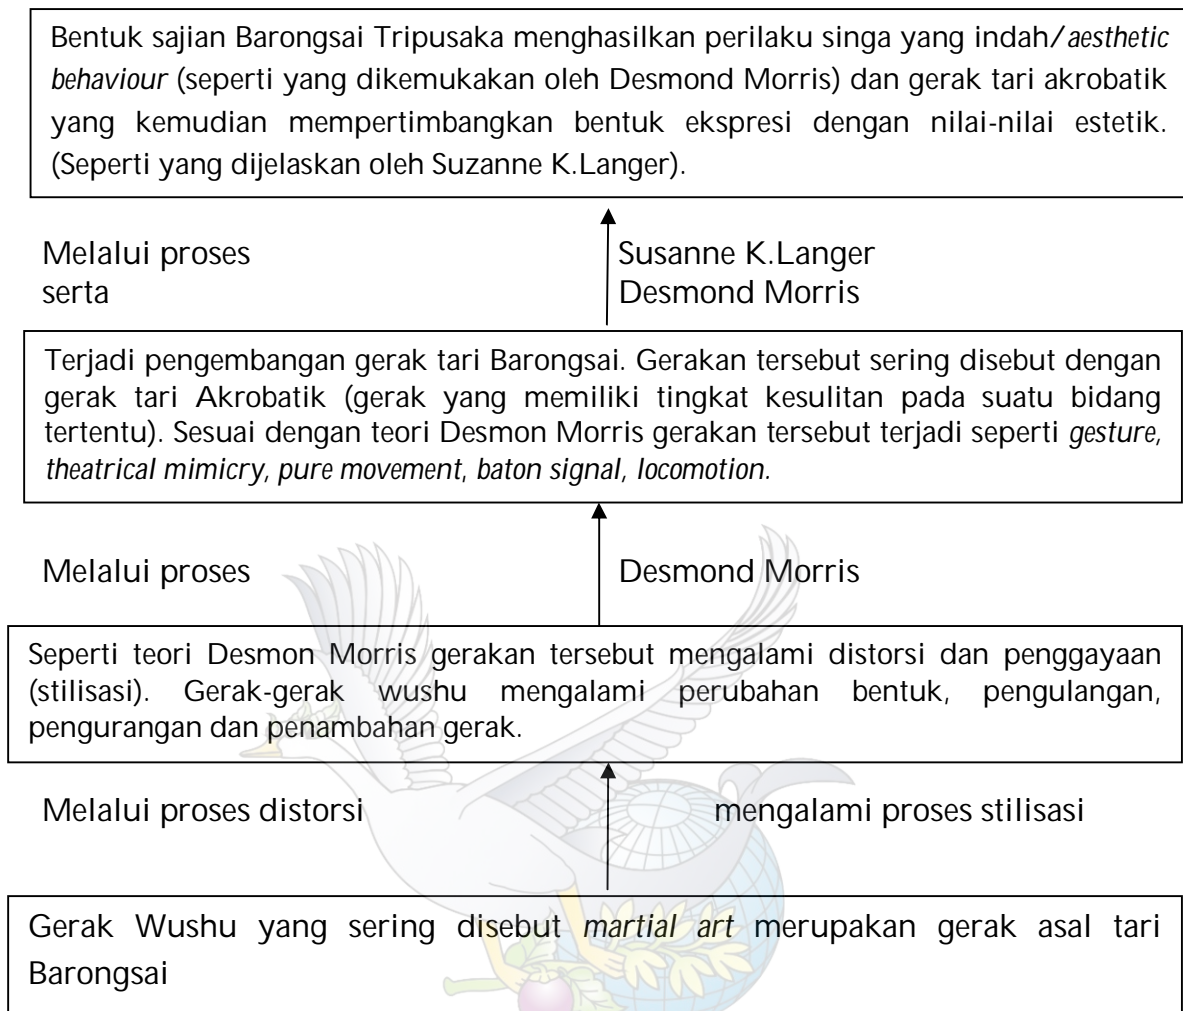 Bentuk sajian Barongsai Tripusaka menghasilkan perilaku singa yang indah/aesthetic
behaviour (seperti yang dikemukakan oleh Desmond Morris) dan gerak tari akrobatik
yang kemudian mempertimbangkan bentuk ekspresi dengan nilai-nilai estetik.
(Seperti yang dijelaskan oleh Suzanne K.Langer).
Melalui proses Susanne K.Langer
serta Desmond Morris
Terjadi pengembangan gerak tari Barongsai. Gerakan tersebut sering disebut dengan
gerak tari Akrobatik (gerak yang memiliki tingkat kesulitan pada suatu bidang
tertentu). Sesuai dengan teori Desmon Morris gerakan tersebut terjadi seperti gesture,
theatrical mimicry, pure movement, baton signal, locomotion.
Melalui proses Desmond Morris
Seperti teori Desmon Morris gerakan tersebut mengalami distorsi dan penggayaan
(stilisasi). Gerak-gerak wushu mengalami perubahan bentuk, pengulangan,
pengurangan dan penambahan gerak.
Melalui proses distorsi mengalami proses stilisasi
Gerak Wushu yang sering disebut martial art merupakan gerak asal tari
Barongsai